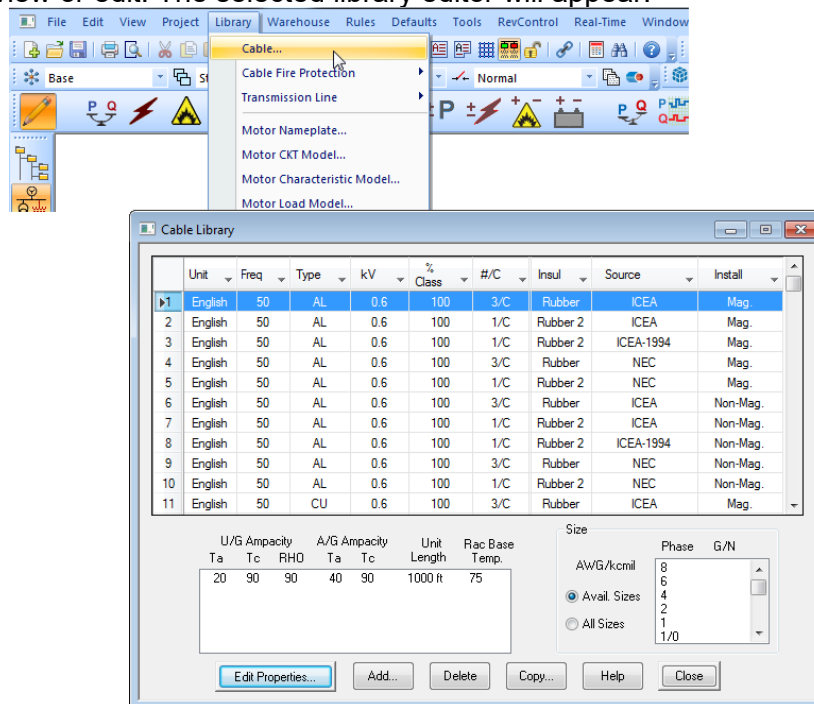 new or edit. The selected library editor will appear.
File Edit View Project Library Warehouse Rules Defaults Tools RevControl Real-Time Window
Base
Normal
Cable...
Cable Fire Protection
Transmission Line
Motor Nameplate...
Motor CKT Model...
Motor Characteristic Model...
Motor Load Model...
P Q
P
P Q
P
Q
Cable Library
Unit Freq Type kV % Class #/C Insul Source Install
1 English 50 AL 0.6 100 3/C Rubber ICEA Mag.
2 English 50 AL 0.6 100 1/C Rubber 2 ICEA Mag.
3 English 50 AL 0.6 100 1/C Rubber 2 ICEA-1994 Mag.
4 English 50 AL 0.6 100 3/C Rubber NEC Mag.
5 English 50 AL 0.6 100 1/C Rubber 2 NEC Mag.
6 English 50 AL 0.6 100 3/C Rubber ICEA Non-Mag.
7 English 50 AL 0.6 100 1/C Rubber 2 ICEA Non-Mag.
8 English 50 AL 0.6 100 1/C Rubber 2 ICEA-1994 Non-Mag.
9 English 50 AL 0.6 100 3/C Rubber NEC Non-Mag.
10 English 50 AL 0.6 100 1/C Rubber 2 NEC Non-Mag.
11 English 50 CU 0.6 100 3/C Rubber ICEA Mag.
U/G Ampacity A/G Ampacity Unit Rac Base
Ta Tc RHO Ta Tc Length Temp.
20 90 90 40 90 1000 ft 75
Size
Phase G/N
AWG/kcmil
Avail. Sizes
All Sizes
8
6
4
2
1
1/0
Edit Properties... Add... Delete Copy... Help Close